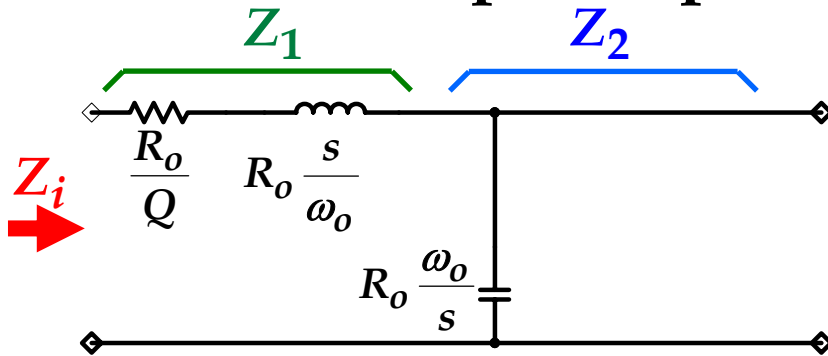 Z₁ Z₂
Zᵢ
Rₒ/Q
Rₒ s/ωₒ
Rₒ ωₒ/s